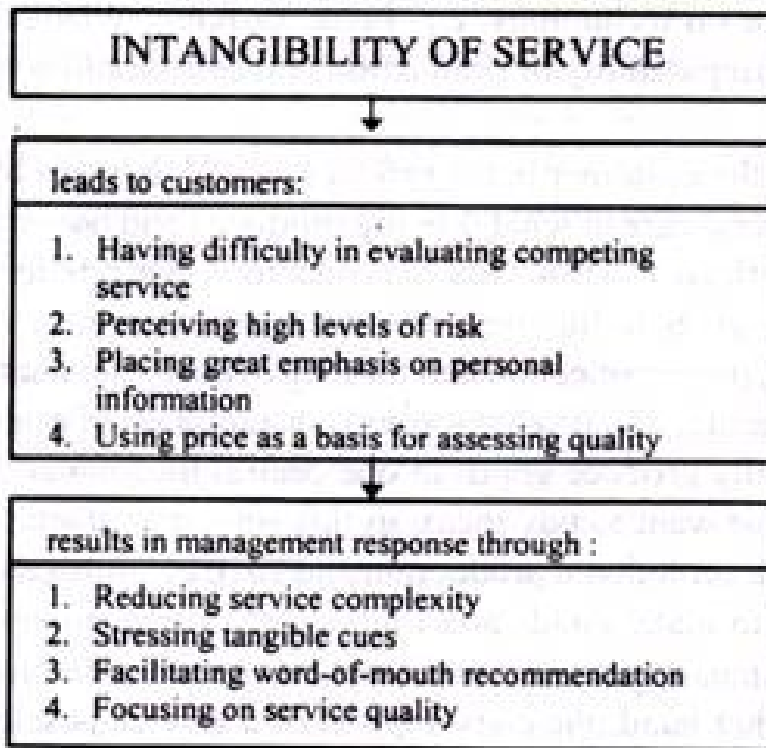 INTANGIBILITY OF SERVICE
leads to customers:
1. Having difficulty in evaluating competing
service
2. Perceiving high levels of risk
3. Placing great emphasis on personal
information
4. Using price as a basis for assessing quality
results in management response through :
1. Reducing service complexity
2. Stressing tangible cues
3. Facilitating word-of-mouth recommendation
4. Focusing on service quality